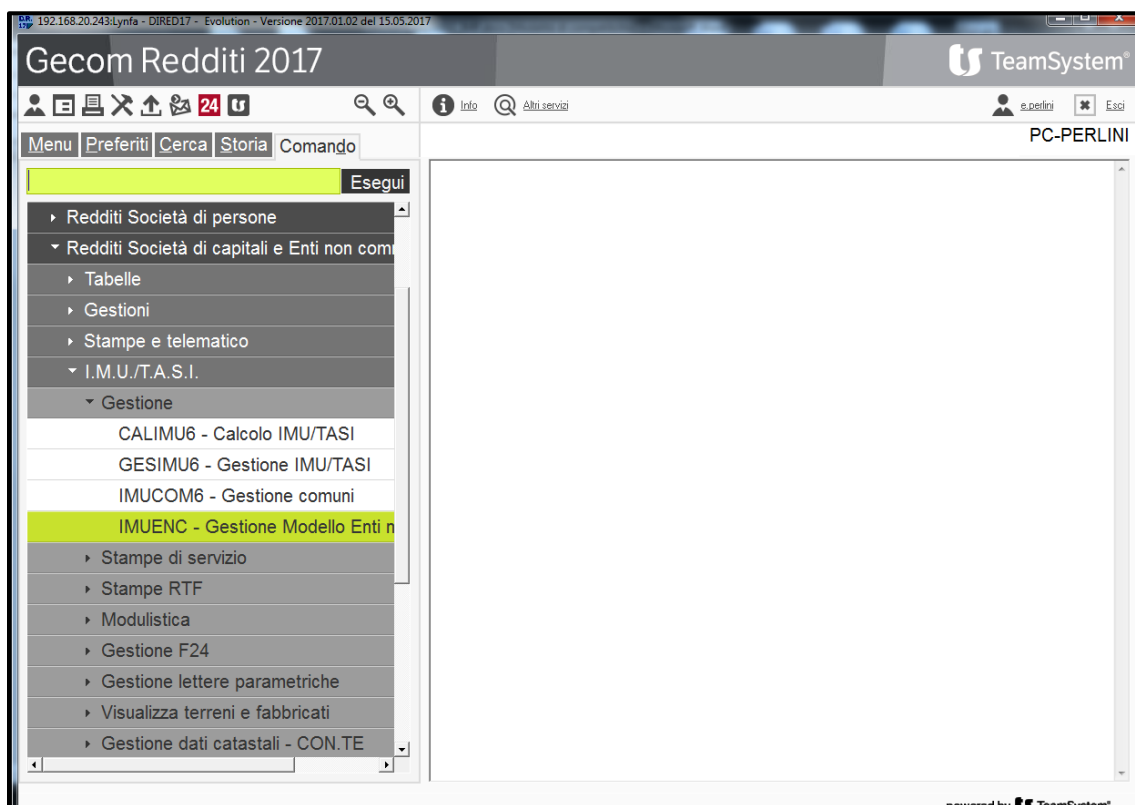 192.168.20.243:Lynfa - DIRED17 - Evolution - Versione 2017.01.02 del 15.05.2017
Gecom Redditi 2017
TeamSystem®
24
Info
Altri servizi
e.perlini
Esci
Menu Preferiti Cerca Storia Comando
PC-PERLINI
Esegui
Redditi Società di persone
Redditi Società di capitali e Enti non com
Tabelle
Gestioni
Stampe e telematico
I.M.U./T.A.S.I.
Gestione
CALIMU6 - Calcolo IMU/TASI
GESIMU6 - Gestione IMU/TASI
IMUCOM6 - Gestione comuni
IMUENC - Gestione Modello Enti n
Stampe di servizio
Stampe RTF
Modulistica
Gestione F24
Gestione lettere parametriche
Visualizza terreni e fabbricati
Gestione dati catastali - CON.TE
powered by TeamSystem®